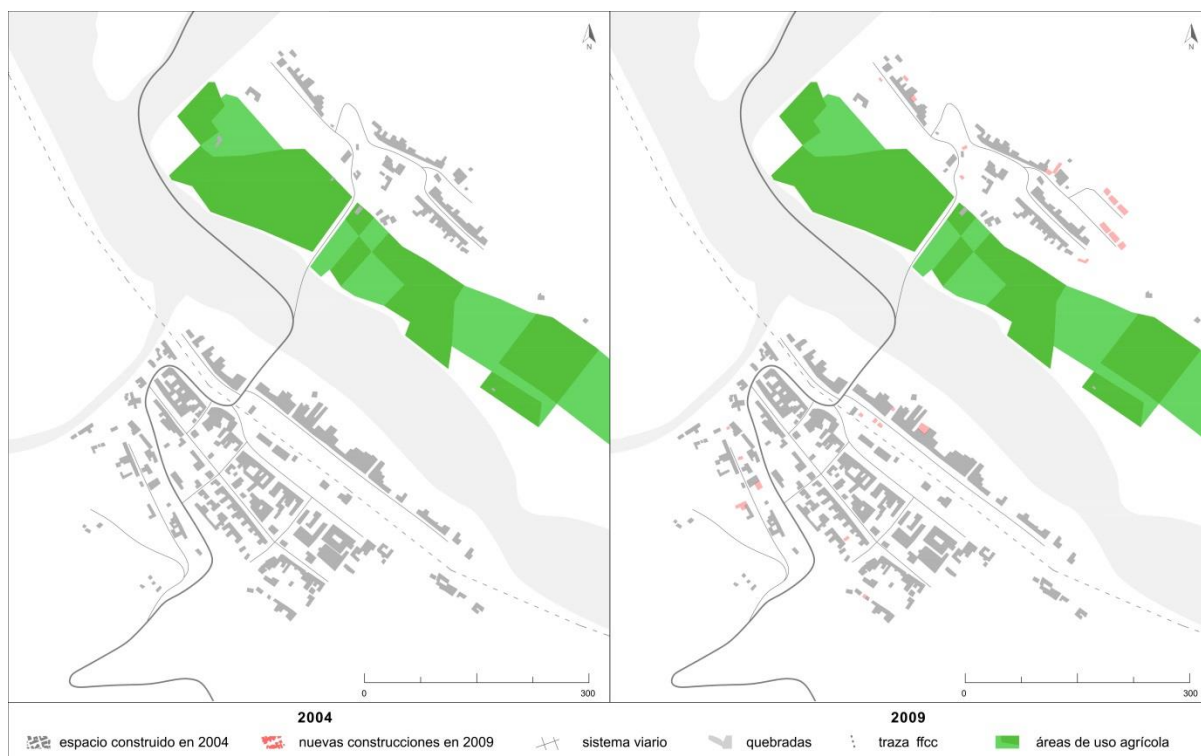 N
N
0 300
0 300
2004
2009
espacio construido en 2004
nuevas construcciones en 2009
sistema viario
quebradas
traza ffcc
áreas de uso agrícola